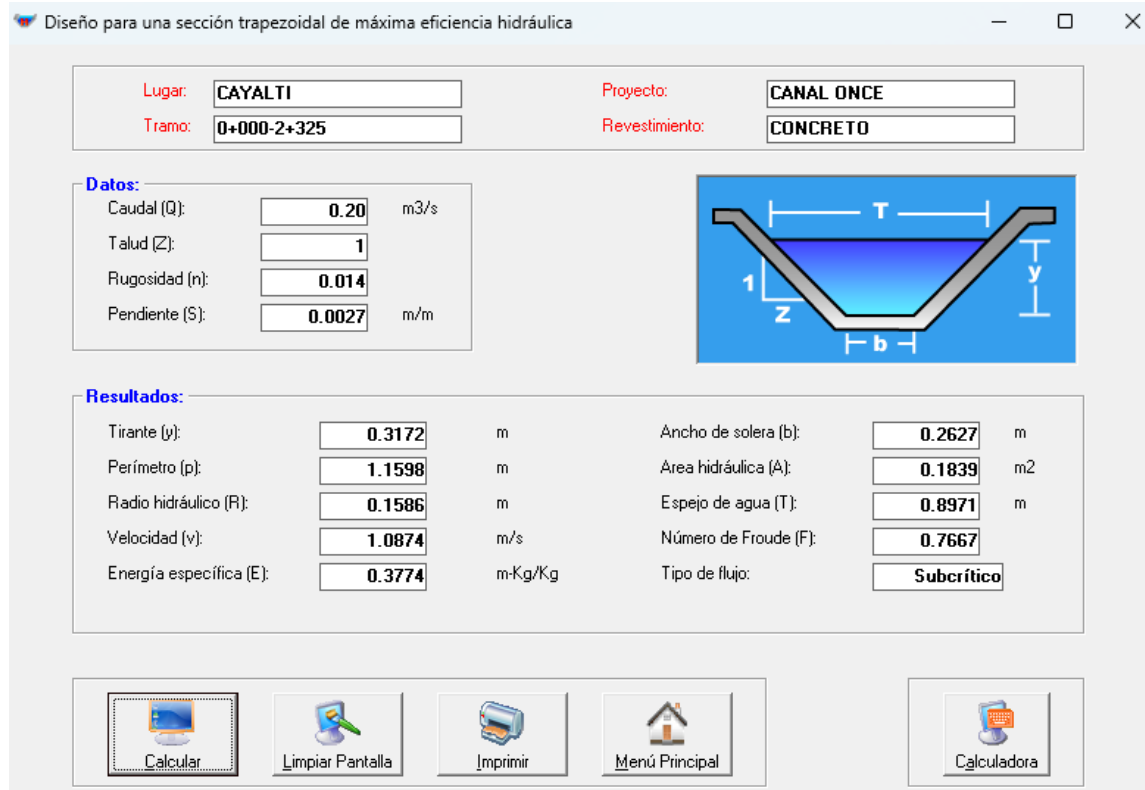 Diseño para una sección trapezoidal de máxima eficiencia hidráulica
Lugar: CAYALTI Proyecto: CANAL ONCE
Tramo: 0+000-2+325 Revestimiento: CONCRETO
Datos:
Caudal (Q): 0.20 m3/s
Talud (Z): 1
Rugosidad (n): 0.014
Pendiente (S): 0.0027 m/m
T
1
Z
y
b
Resultados:
Tirante (y): 0.3172 m Ancho de solera (b): 0.2627 m
Perímetro (p): 1.1598 m Area hidráulica (A): 0.1839 m2
Radio hidráulico (R): 0.1586 m Espejo de agua (T): 0.8971 m
Velocidad (v): 1.0874 m/s Número de Froude (F): 0.7667
Energía específica (E): 0.3774 m-Kg/Kg Tipo de flujo: Subcrítico
Calcular Limpiar Pantalla Imprimir Menú Principal Calculadora